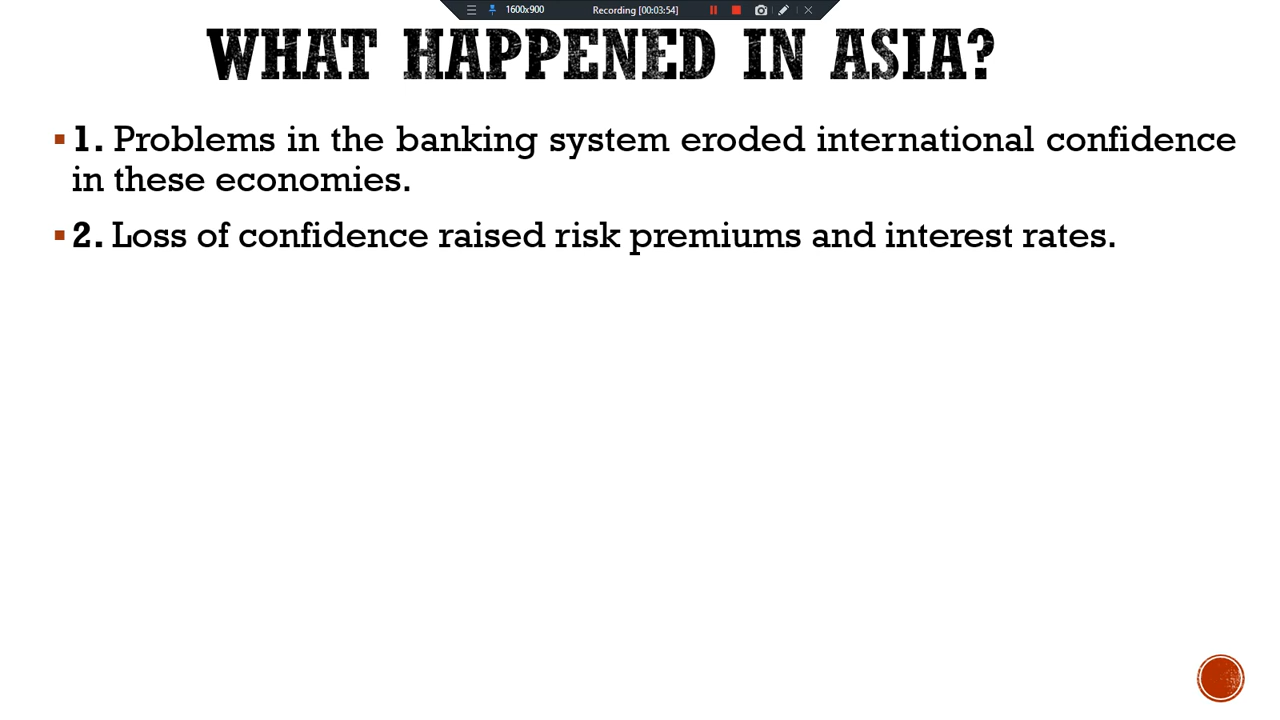 1600x900 Recording [00:03:54]
WHAT HAPPENED IN ASIA?
1. Problems in the banking system eroded international confidence
in these economies.
2. Loss of confidence raised risk premiums and interest rates.